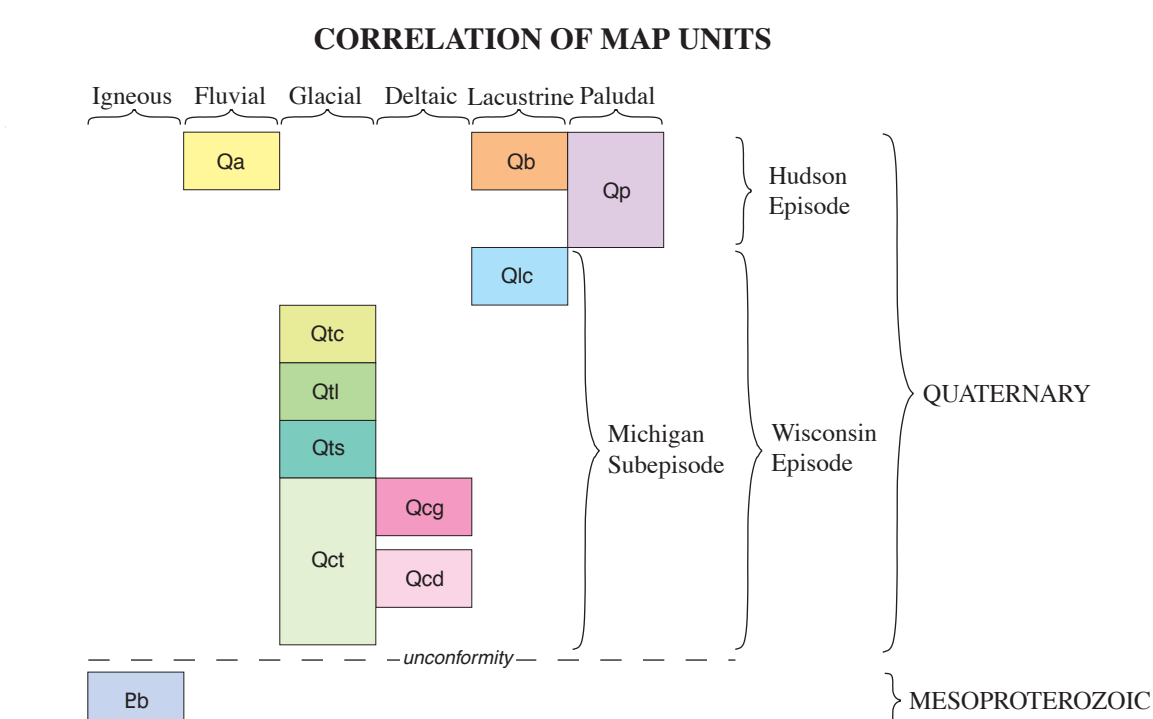 CORRELATION OF MAP UNITS
Igneous Fluvial Glacial Deltaic Lacustrine Paludal
Qa
Qb
Qp
Hudson
Episode
Qlc
Qtc
Qtl
QUATERNARY
Qts
Michigan
Subepisode
Wisconsin
Episode
Qcg
Qct
Qcd
unconformity
MESOPROTEROZOIC